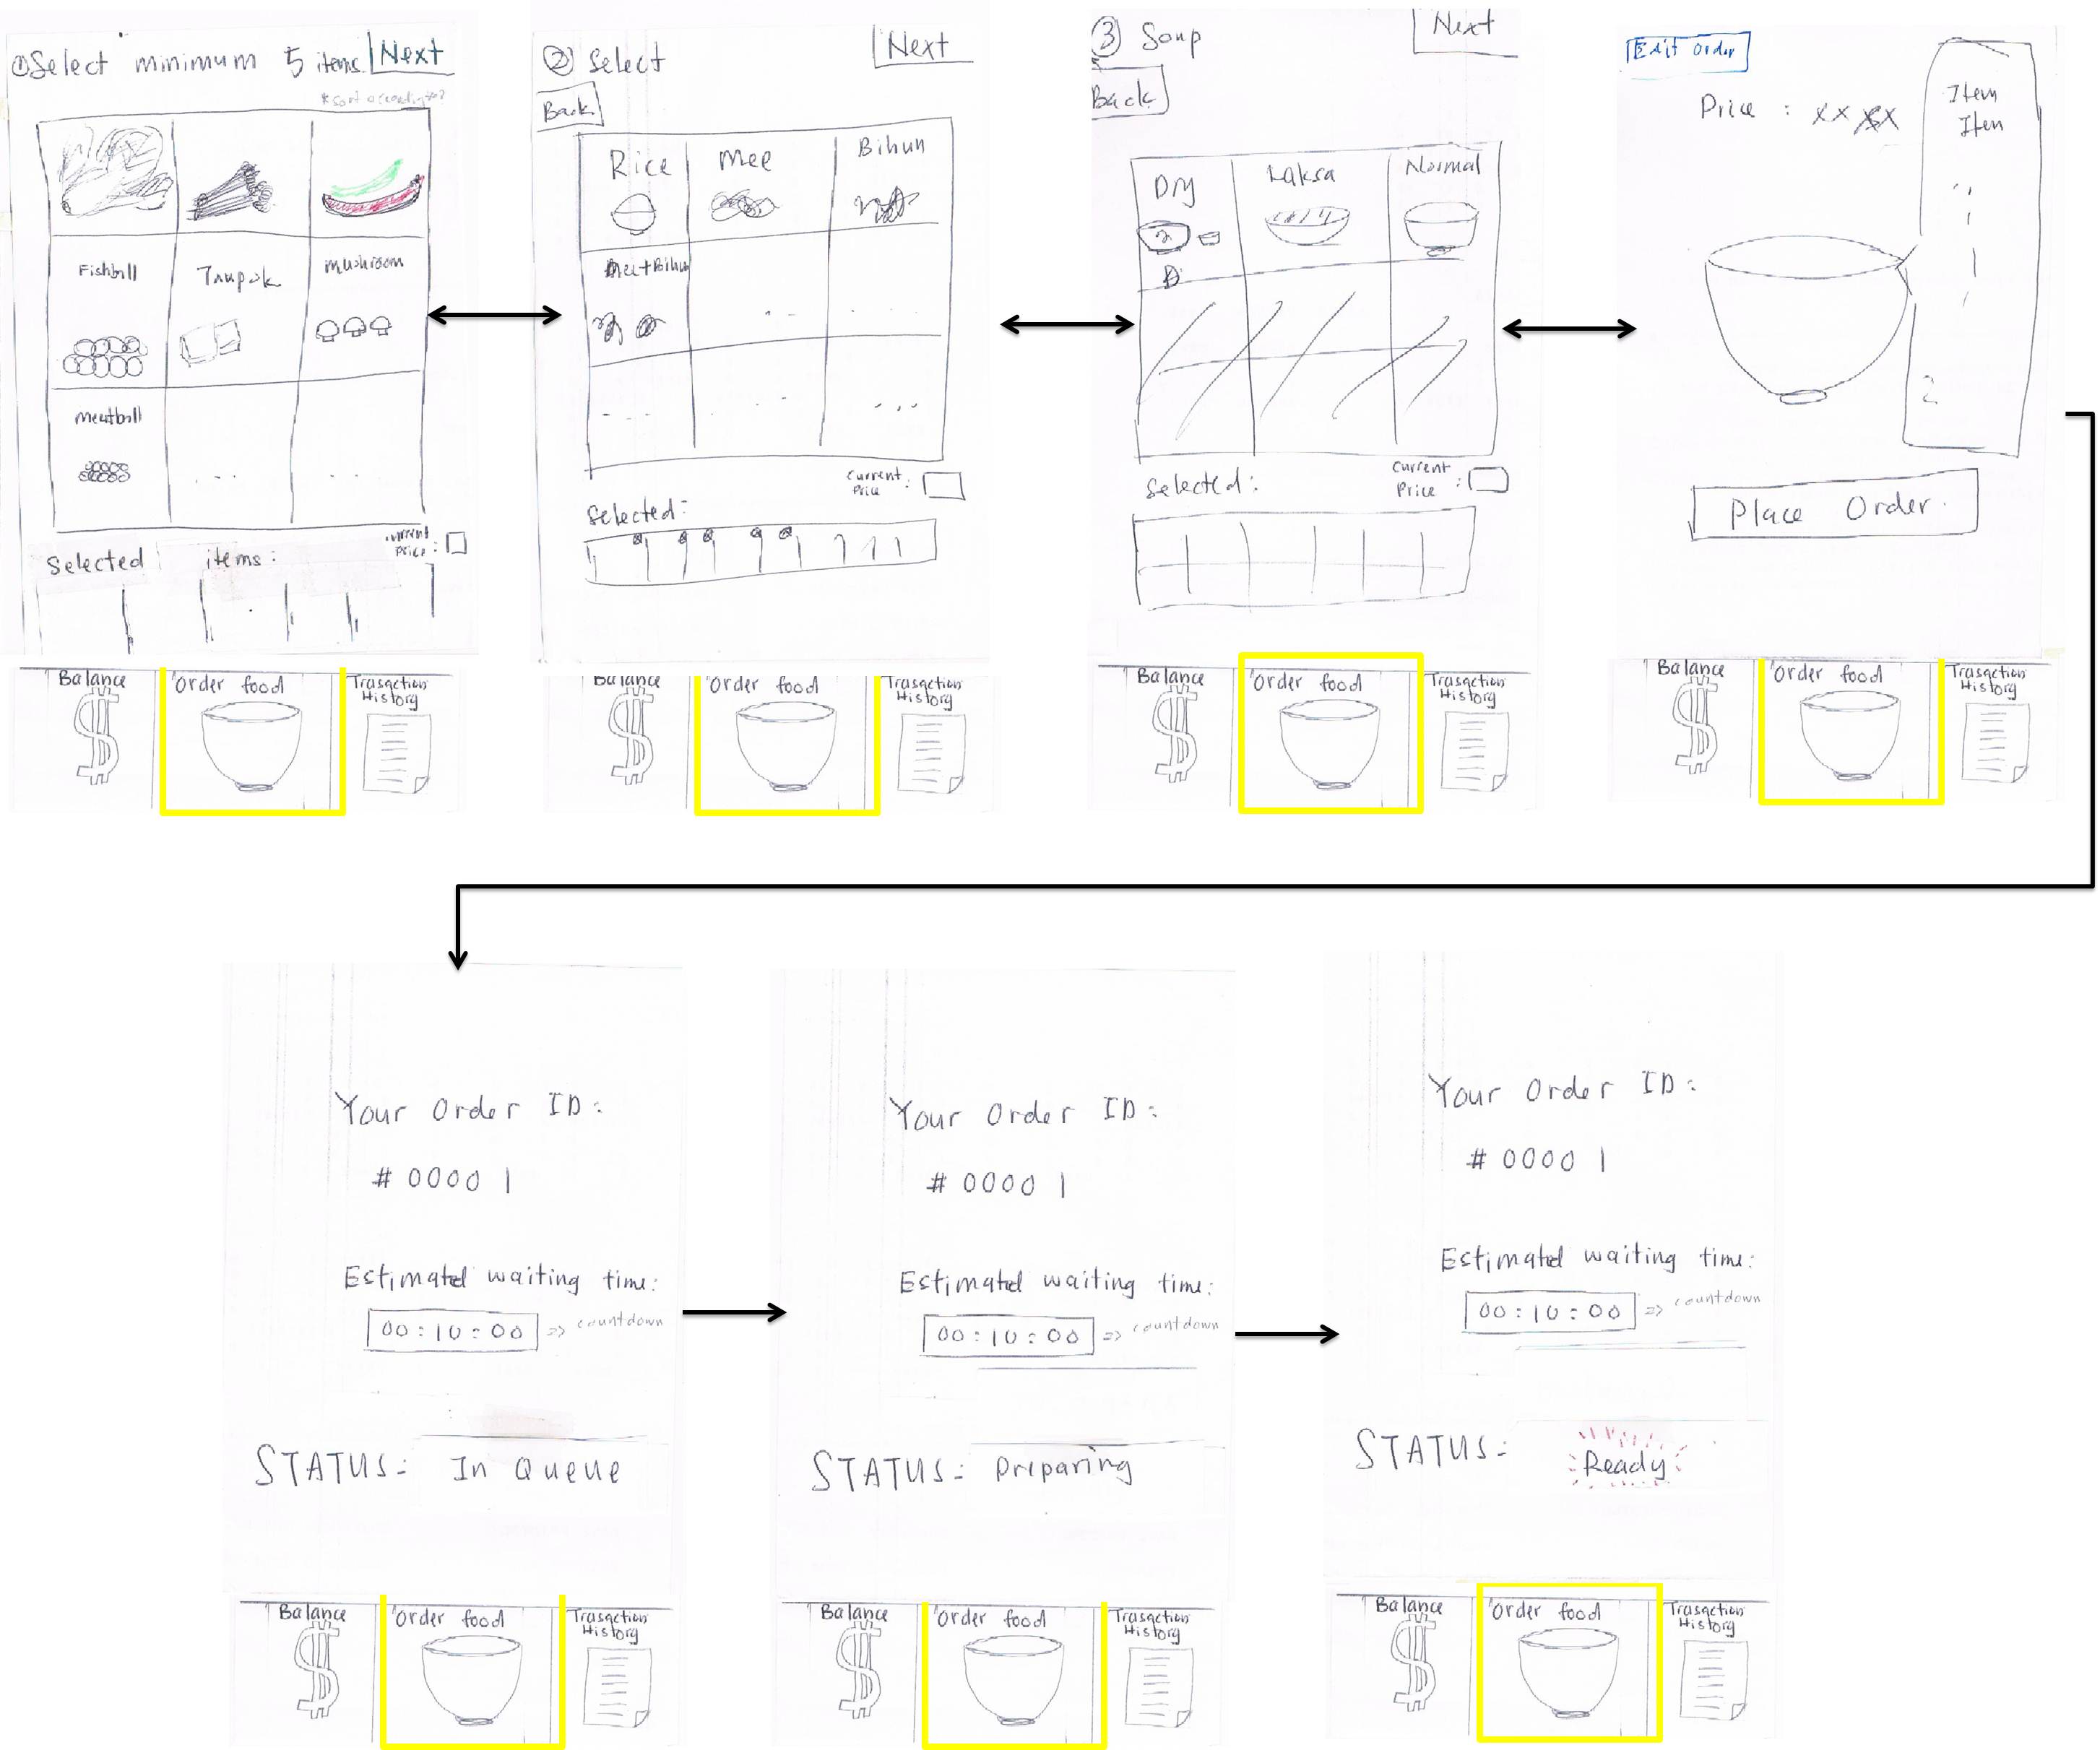 ① Select minimum 5 items
Next
Fishball
Taupok
mushroom
meatball
Selected items:
current price :
Balance
Order food
Trasaction History
② Select
Next
Back
Rice
Mee
Bihun
Mee+Bihun
current price :
Selected:
Balance
Order food
Trasaction History
③ Soup
Next
Back
Dry
Laksa
Normal
Selected:
current price :
Balance
Order food
Trasaction History
Edit order
Price : xx xx
Item
Item
Place Order
Balance
Order food
Trasaction History
Your Order ID:
# 0000 1
Estimated waiting time:
00:10:00 => countdown
STATUS: In Queue
Balance
Order food
Trasaction History
Your Order ID:
# 0000 1
Estimated waiting time:
00:10:00 => countdown
STATUS: Preparing
Balance
Order food
Trasaction History
Your Order ID:
# 0000 1
Estimated waiting time:
00:10:00 => countdown
STATUS: Ready
Balance
Order food
Trasaction History